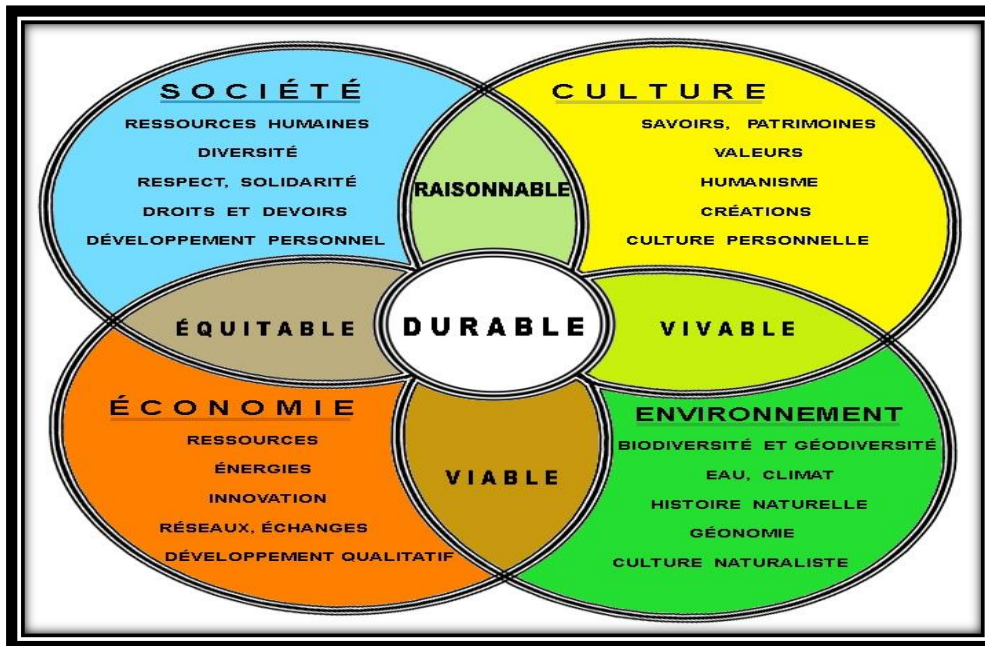 SOCIÉTÉ
RESSOURCES HUMAINES
DIVERSITÉ
RESPECT, SOLIDARITÉ
DROITS ET DEVOIRS
DÉVELOPPEMENT PERSONNEL
CULTURE
SAVOIRS, PATRIMOINES
VALEURS
HUMANISME
CRÉATIONS
CULTURE PERSONNELLE
RAISONNABLE
ÉQUITABLE
DURABLE
VIVABLE
ÉCONOMIE
RESSOURCES
ÉNERGIES
INNOVATION
RÉSEAUX, ÉCHANGES
DÉVELOPPEMENT QUALITATIF
VIABLE
ENVIRONNEMENT
BIODIVERSITÉ ET GÉODIVERSITÉ
EAU, CLIMAT
HISTOIRE NATURELLE
GÉONOMIE
CULTURE NATURALISTE